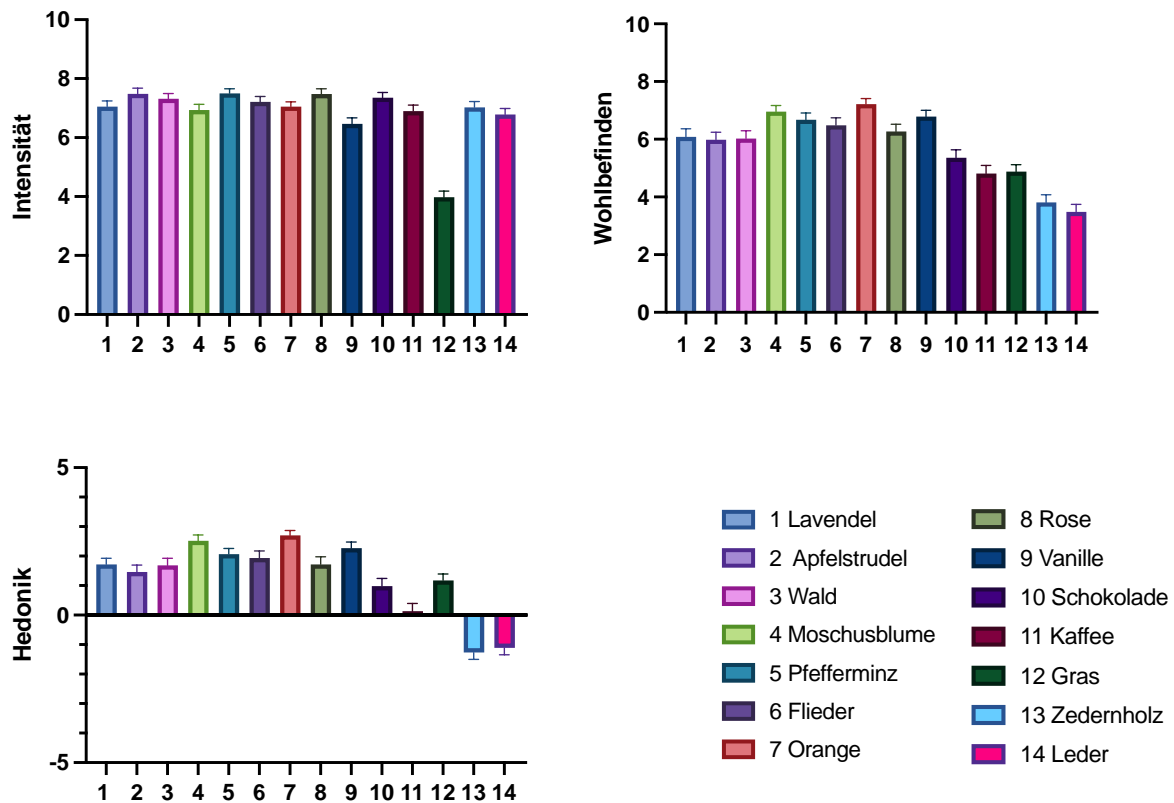 10
8
6
4
2
0
Intensität
1 2 3 4 5 6 7 8 9 10 11 12 13 14
10
8
6
4
2
0
Wohlbefinden
1 2 3 4 5 6 7 8 9 10 11 12 13 14
5
0
-5
Hedonik
1 2 3 4 5 6 7 8 9 10 11 12 13 14
1 Lavendel
2 Apfelstrudel
3 Wald
4 Moschusblume
5 Pfefferminz
6 Flieder
7 Orange
8 Rose
9 Vanille
10 Schokolade
11 Kaffee
12 Gras
13 Zedernholz
14 Leder